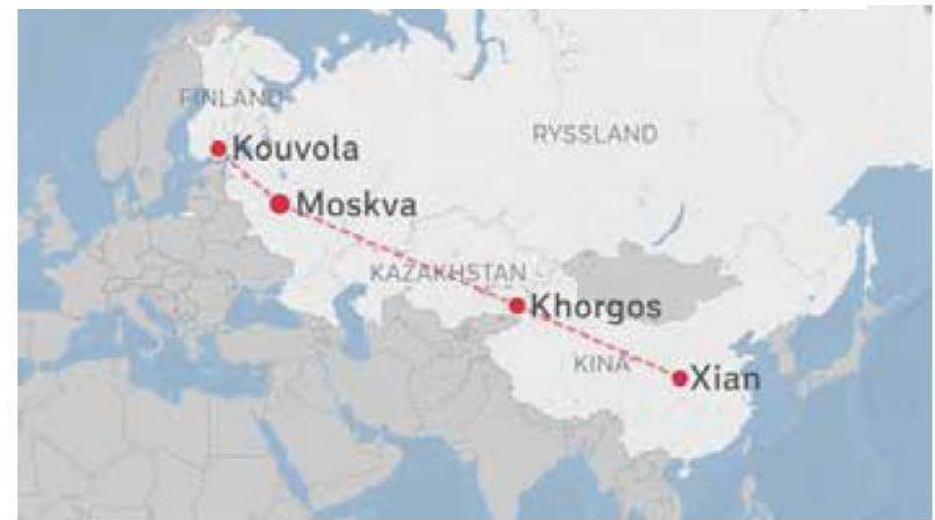 FINLAND
RYSSLAND
Kouvola
Moskva
KAZAKHSTAN
Khorgos
KINA
Xian